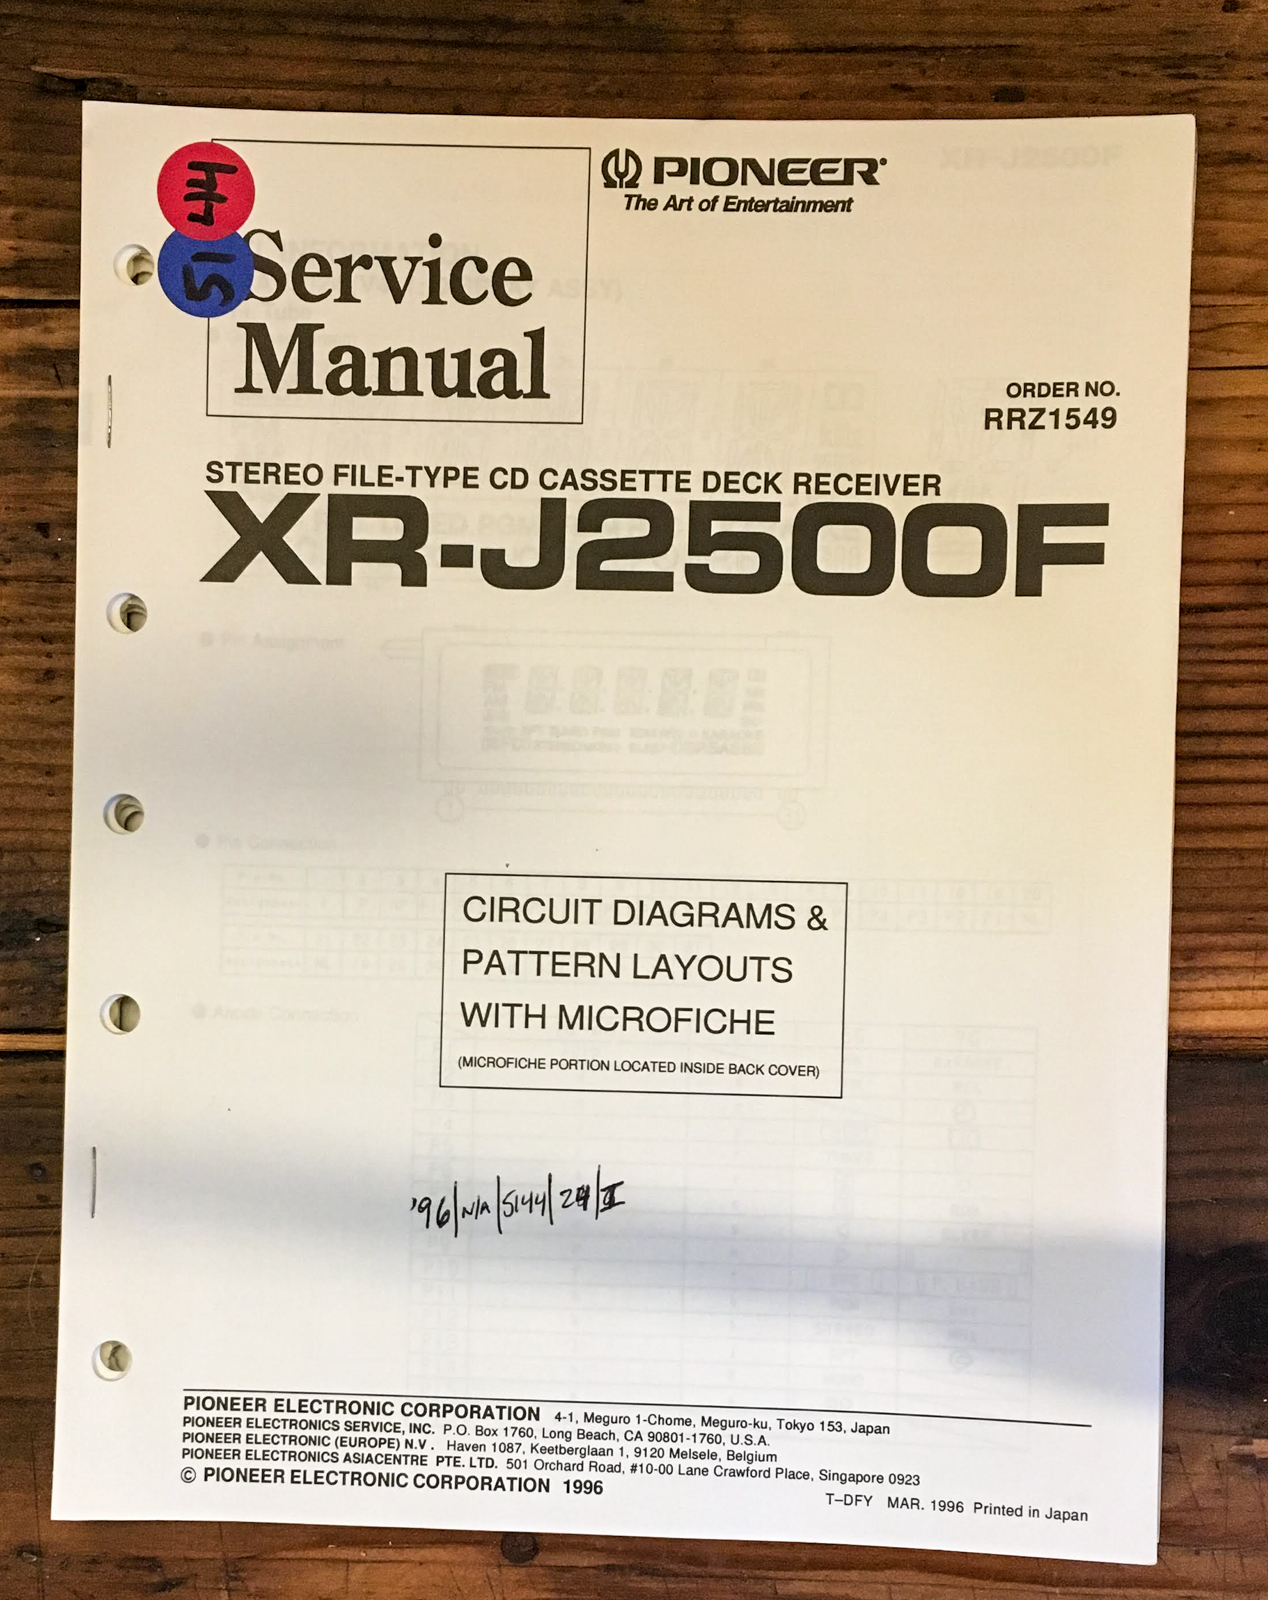 PIONEER
The Art of Entertainment
Service
Manual
ORDER NO.
RRZ1549
STEREO FILE-TYPE CD CASSETTE DECK RECEIVER
XR-J2500F
CIRCUIT DIAGRAMS &
PATTERN LAYOUTS
WITH MICROFICHE
(MICROFICHE PORTION LOCATED INSIDE BACK COVER)
'96|N/A|5144|24|II
PIONEER ELECTRONIC CORPORATION 4-1, Meguro 1-Chome, Meguro-ku, Tokyo 153, Japan
PIONEER ELECTRONICS SERVICE, INC. P.O. Box 1760, Long Beach, CA 90801-1760, U.S.A.
PIONEER ELECTRONIC (EUROPE) N.V. Haven 1087, Keetberglaan 1, 9120 Melsele, Belgium
PIONEER ELECTRONICS ASIACENTRE PTE. LTD. 501 Orchard Road, #10-00 Lane Crawford Place, Singapore 0923
© PIONEER ELECTRONIC CORPORATION 1996
T–DFY MAR. 1996 Printed in Japan